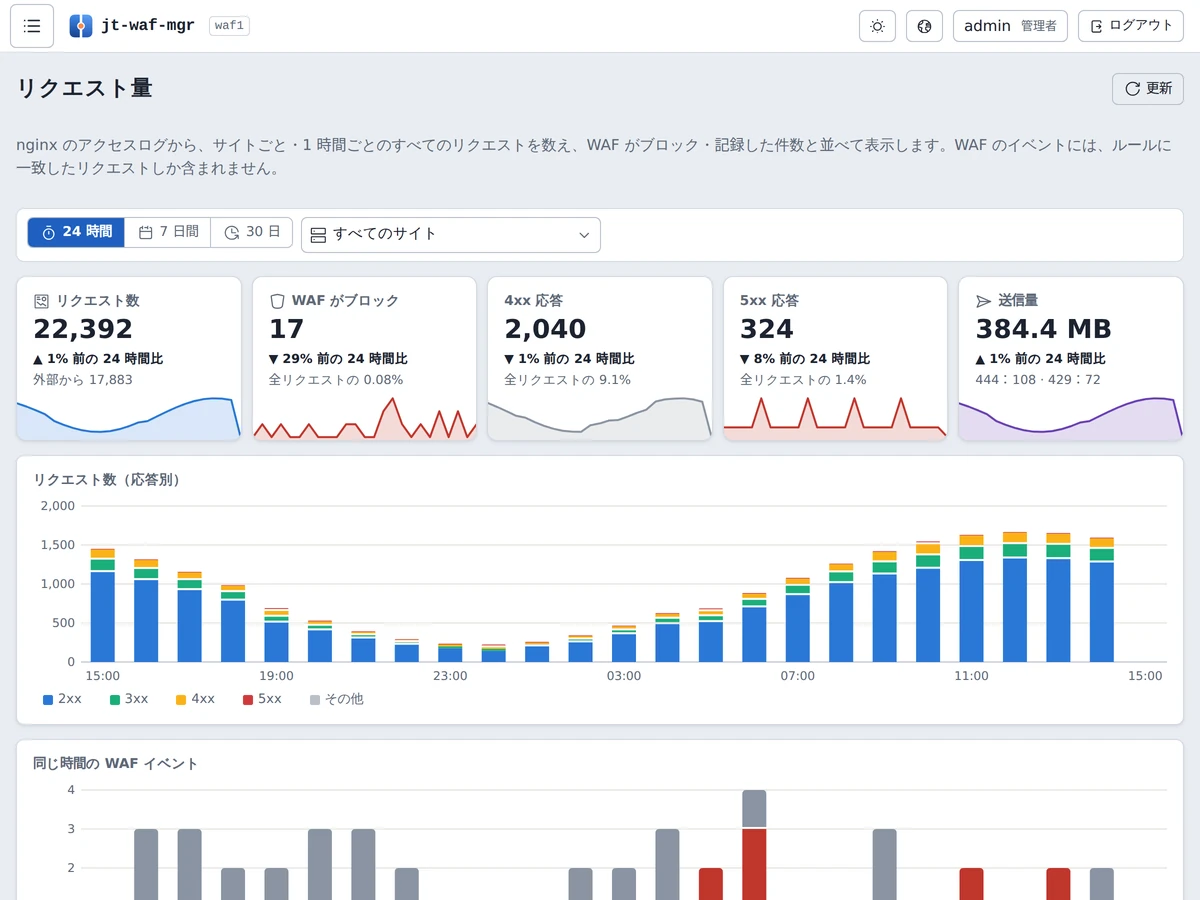 jt-waf-mgr waf1 admin 管理者 ログアウト
リクエスト量 更新
nginx のアクセスログから、サイトごと・1 時間ごとのすべてのリクエストを数え、WAF がブロック・記録した件数と並べて表示します。WAF のイベントには、ルールに
一致したリクエストしか含まれません。
24 時間 7 日間 30 日 すべてのサイト
リクエスト数
22,392
▲ 1% 前の 24 時間比
外部から 17,883
WAF がブロック
17
▼ 29% 前の 24 時間比
全リクエストの 0.08%
4xx 応答
2,040
▼ 1% 前の 24 時間比
全リクエストの 9.1%
5xx 応答
324
▼ 8% 前の 24 時間比
全リクエストの 1.4%
送信量
384.4 MB
▲ 1% 前の 24 時間比
444：108 · 429：72
リクエスト数（応答別）
2,000
1,500
1,000
500
0
15:00 19:00 23:00 03:00 07:00 11:00 15:00
2xx 3xx 4xx 5xx その他
同じ時間の WAF イベント
4
3
2